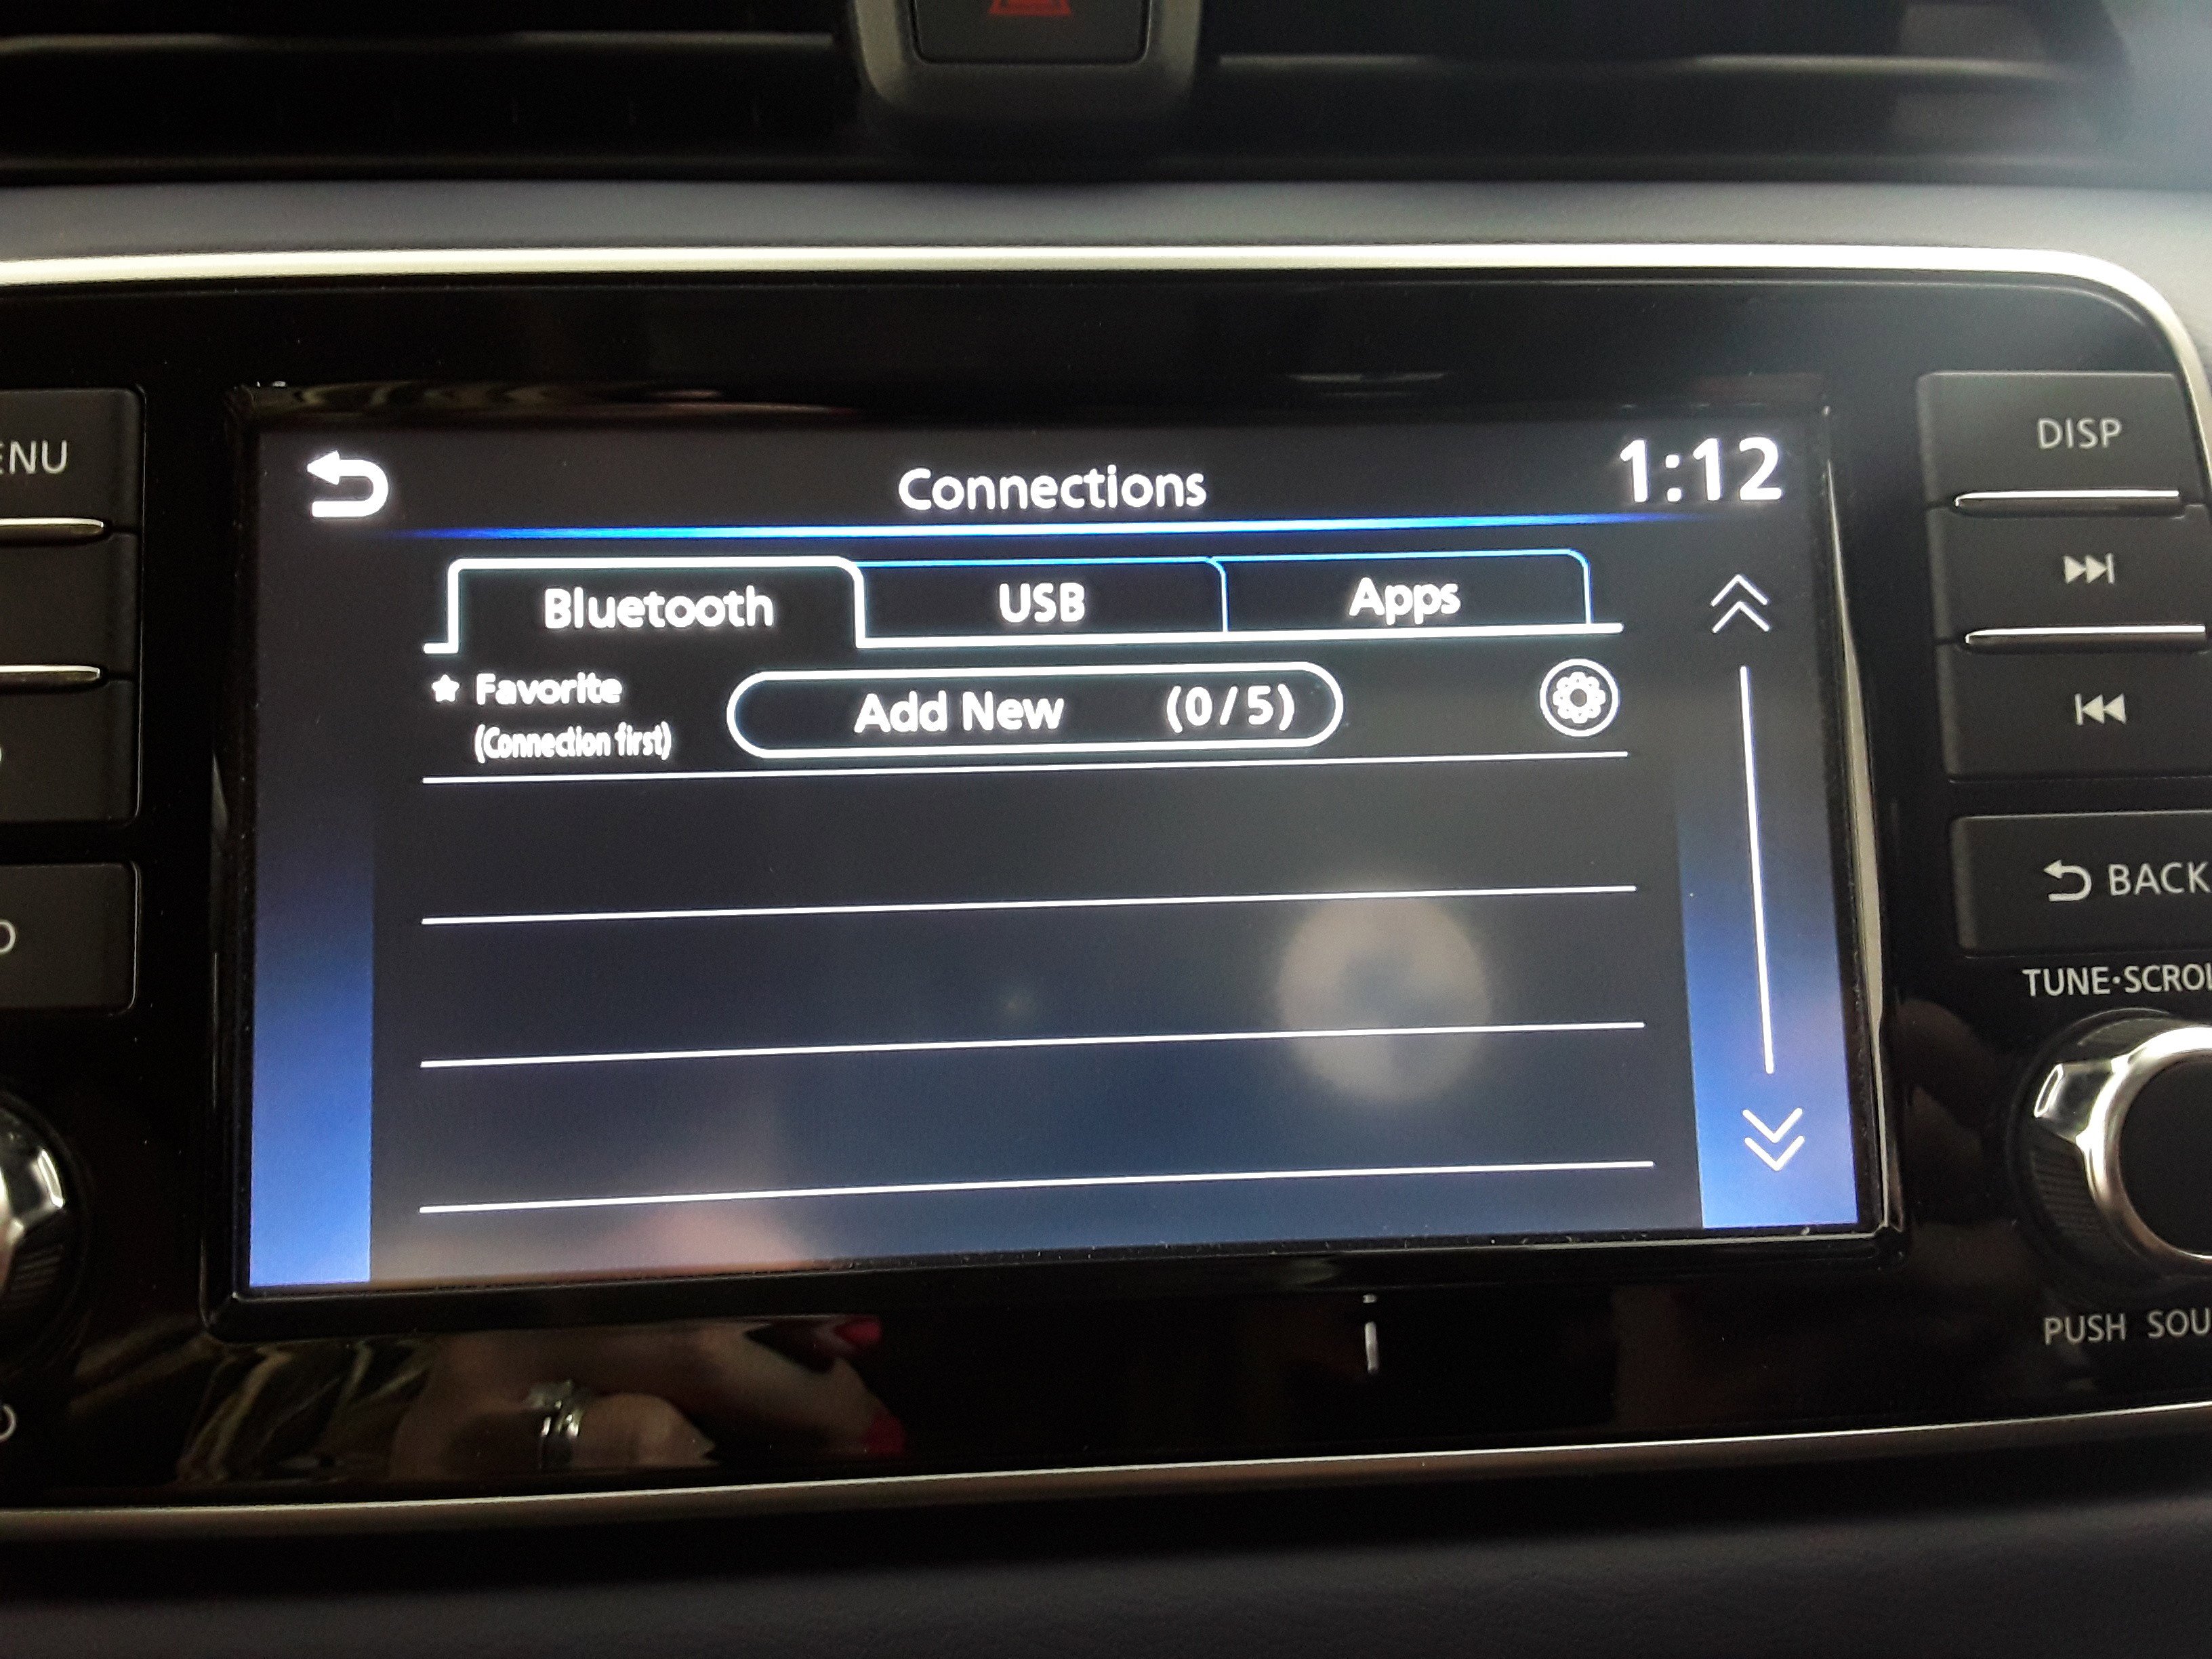 Connections
1:12
Bluetooth
USB
Apps
Favorite
(Connection first)
Add New (0/5)
ENU
DISP
BACK
TUNE·SCROL
PUSH SOU